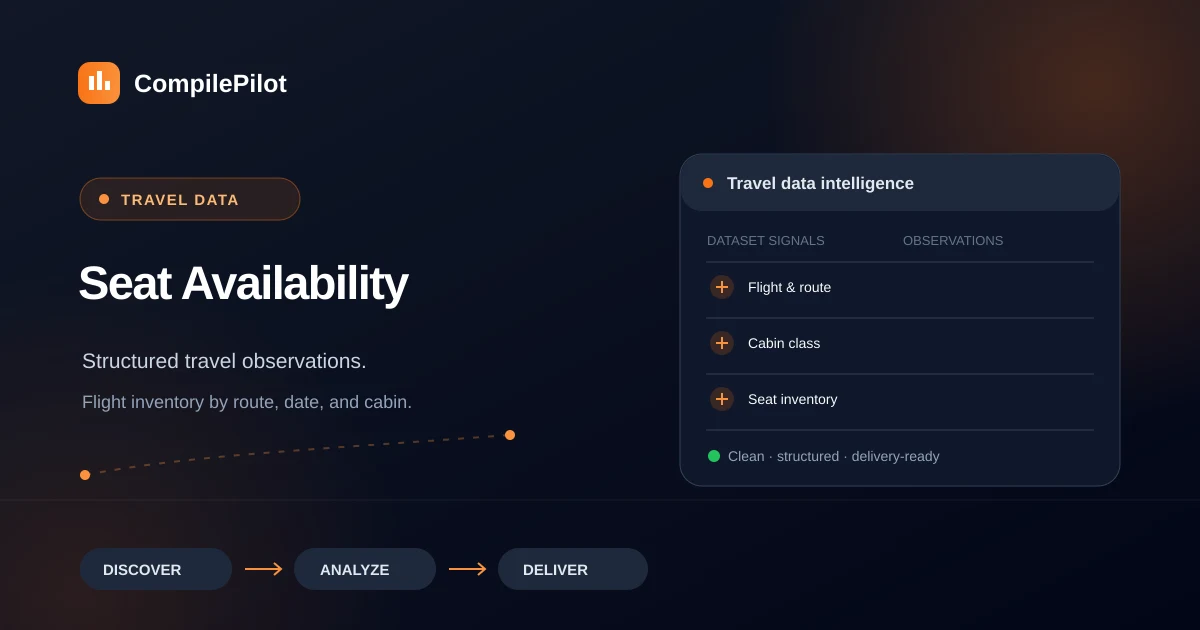 CompilePilot
TRAVEL DATA
Seat Availability
Structured travel observations.
Flight inventory by route, date, and cabin.
Travel data intelligence
DATASET SIGNALS OBSERVATIONS
Flight & route
Cabin class
Seat inventory
Clean · structured · delivery-ready
DISCOVER ANALYZE DELIVER